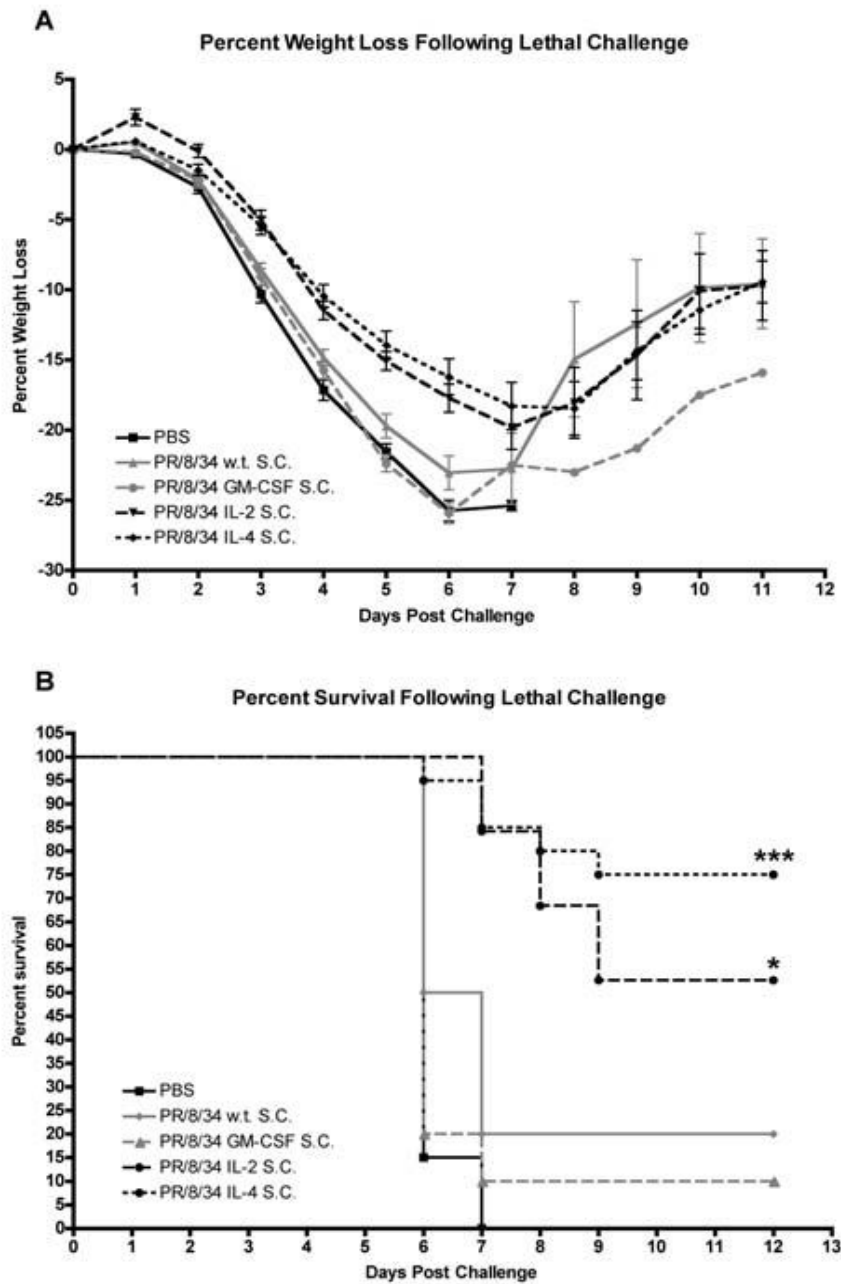 A
Percent Weight Loss Following Lethal Challenge
5
0
-5
-10
-15
-20
-25
-30
Percent Weight Loss
PBS
PR/8/34 w.t. S.C.
PR/8/34 GM-CSF S.C.
PR/8/34 IL-2 S.C.
PR/8/34 IL-4 S.C.
0 1 2 3 4 5 6 7 8 9 10 11 12
Days Post Challenge
B
Percent Survival Following Lethal Challenge
105
100
95
90
85
80
75
70
65
60
55
50
45
40
35
30
25
20
15
10
5
0
Percent survival
***
*
PBS
PR/8/34 w.t. S.C.
PR/8/34 GM-CSF S.C.
PR/8/34 IL-2 S.C.
PR/8/34 IL-4 S.C.
0 1 2 3 4 5 6 7 8 9 10 11 12 13
Days Post Challenge